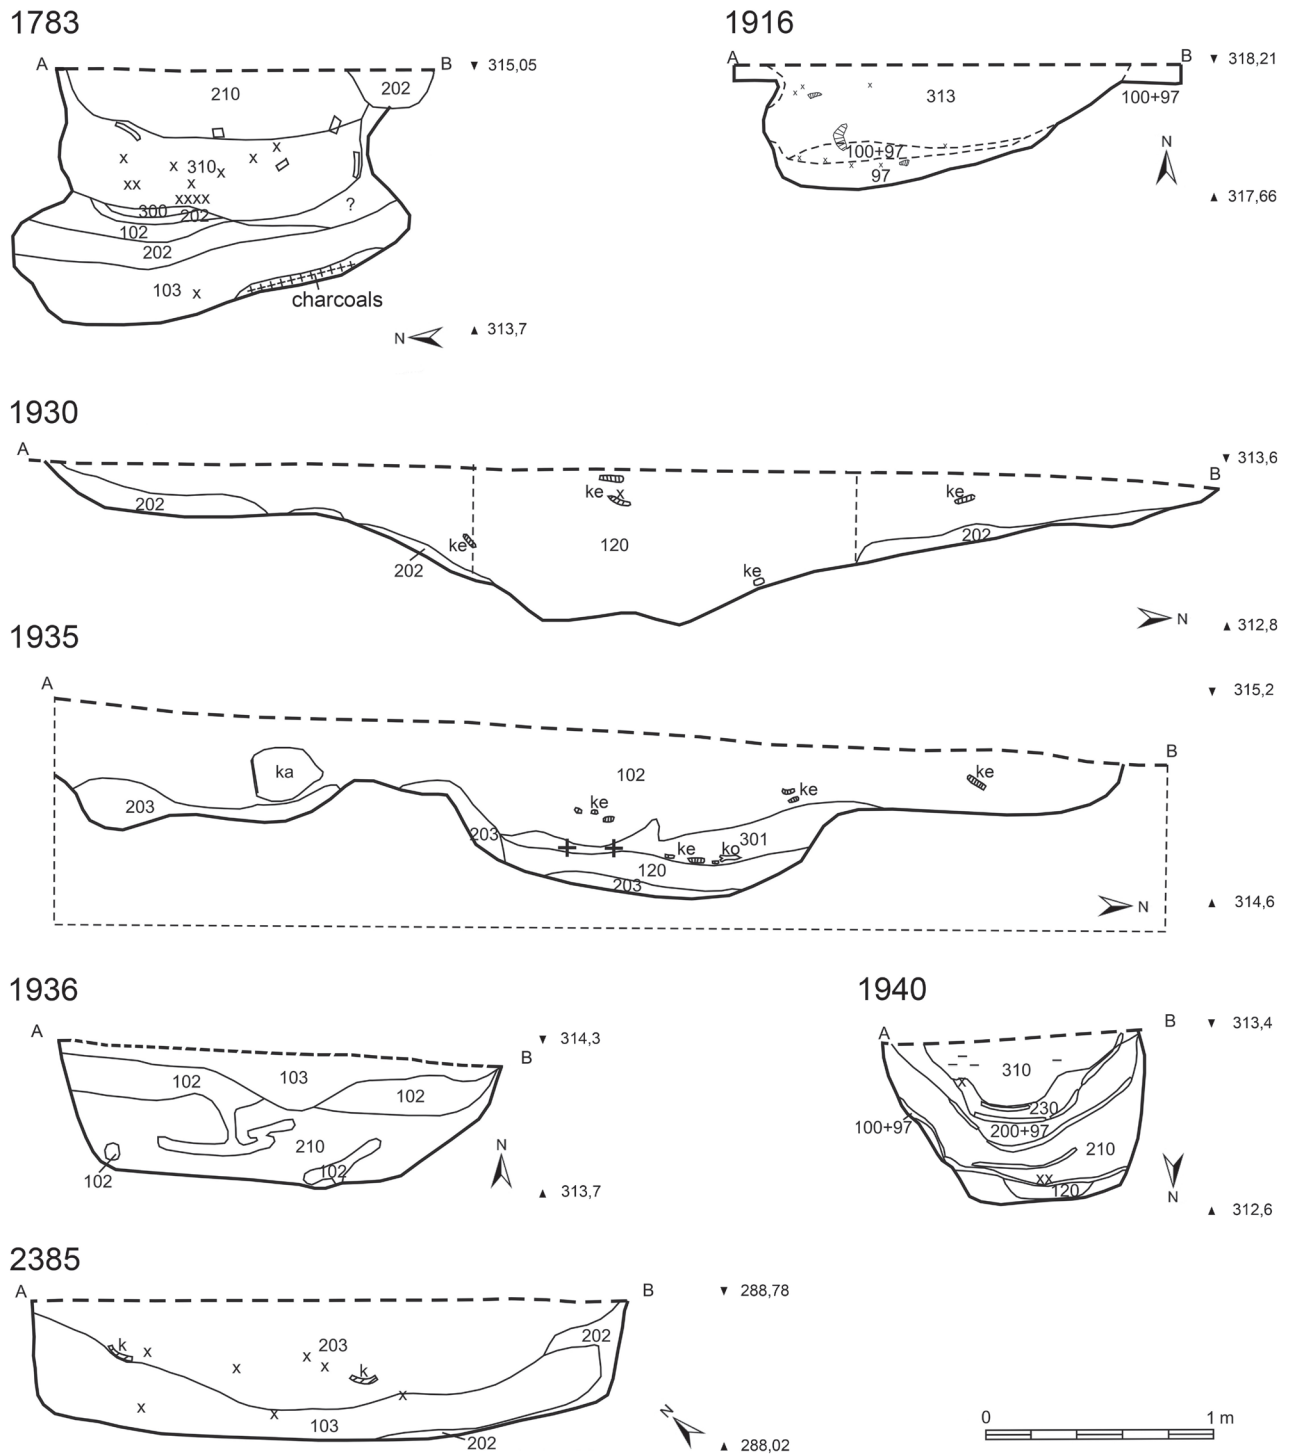 1783
A
B
▼ 315,05
210
202
x
x
x
x 310 x
xx
x
xxxx
300
202
?
102
202
103 x
charcoals
N
▲ 313,7
1916
A
B
▼ 318,21
x
x
x
313
100+97
x
100+97
x
x
x
x
97
N
▲ 317,66
1930
A
▼ 313,6
B
ke x
ke
202
ke
120
202
202
ke
N
▲ 312,8
1935
A
▼ 315,2
B
ka
102
ke
ke
203
ke
203
301
ke
ko
120
203
N
▲ 314,6
1936
A
▼ 314,3
B
103
102
102
210
102
102
N
▲ 313,7
1940
A
B
▼ 313,4
310
x
230
100+97
200+97
210
xx
120
N
▲ 312,6
2385
A
B
▼ 288,78
203
202
k
x
x
x
x
k
x
x
x
103
202
N
▲ 288,02
0
1 m